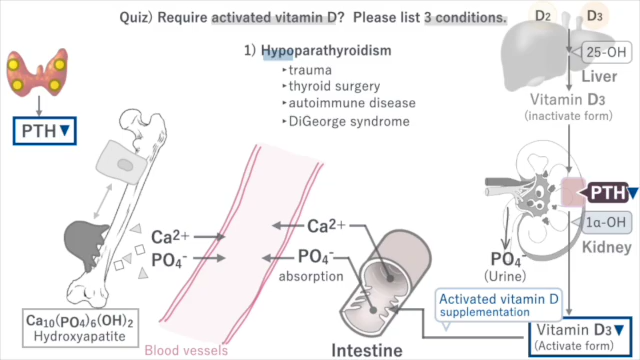 Quiz) Require activated vitamin D? Please list 3 conditions.
1) Hypoparathyroidism
▸trauma
▸thyroid surgery
▸autoimmune disease
▸DiGeorge syndrome
PTH▼
D2
D3
25-OH
Liver
Vitamin D3
(inactivate form)
PTH▼
1α-OH
Kidney
PO₄⁻
(Urine)
Ca²⁺
PO₄⁻
Ca²⁺
PO₄⁻
absorption
Activated vitamin D
supplementation
Vitamin D3▼
(Activate form)
Ca₁₀(PO₄)₆(OH)₂
Hydroxyapatite
Blood vessels
Intestine